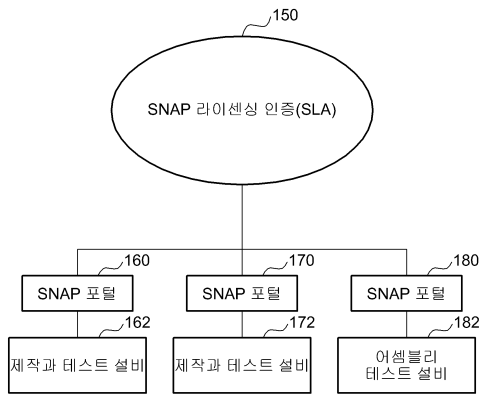 150
SNAP 라이센싱 인증(SLA)
160
170
180
SNAP 포털
SNAP 포털
SNAP 포털
162
172
182
제작과 테스트 설비
제작과 테스트 설비
어셈블리
테스트 설비